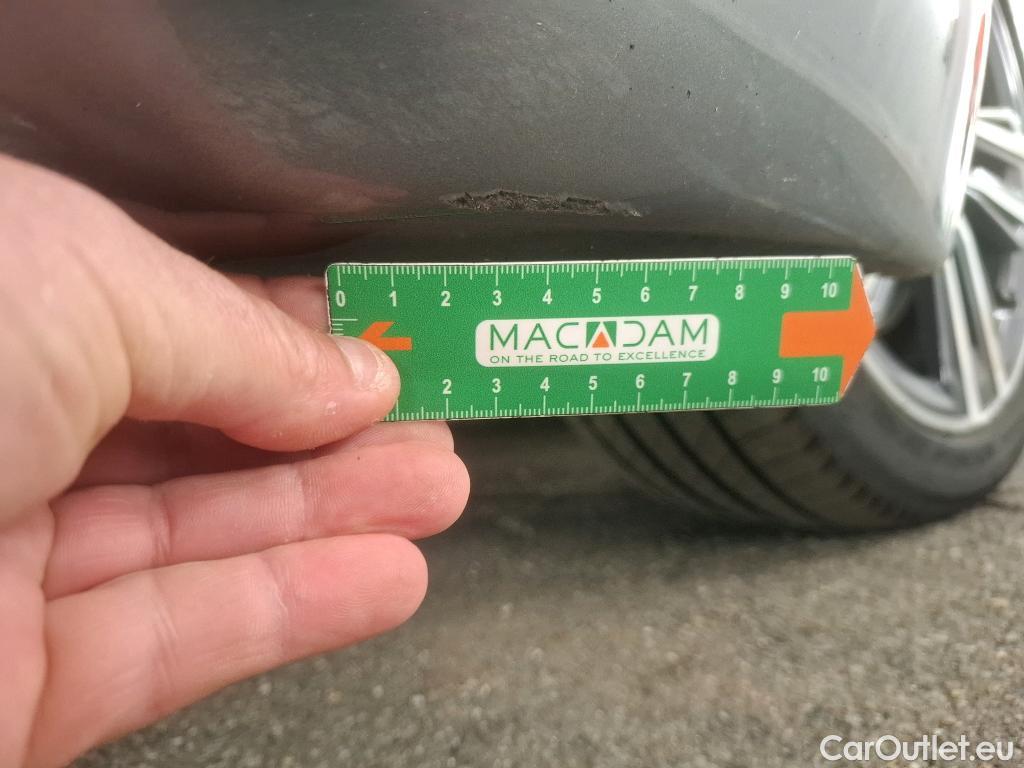 0 1 2 3 4 5 6 7 8 9 10
MACADAM
ON THE ROAD TO EXCELLENCE
2 3 4 5 6 7 8 9 10
CarOutlet.eu